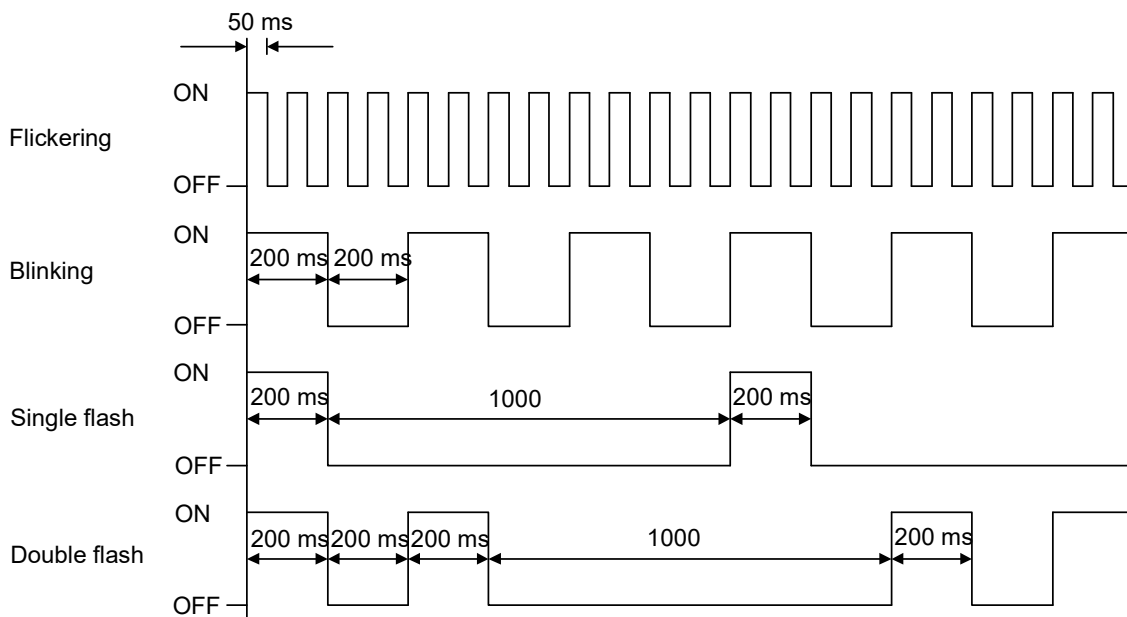 50 ms
ON
Flickering
OFF
ON
200 ms 200 ms
Blinking
OFF
ON
200 ms 1000 200 ms
Single flash
OFF
ON
200 ms 200 ms 200 ms 1000 200 ms
Double flash
OFF